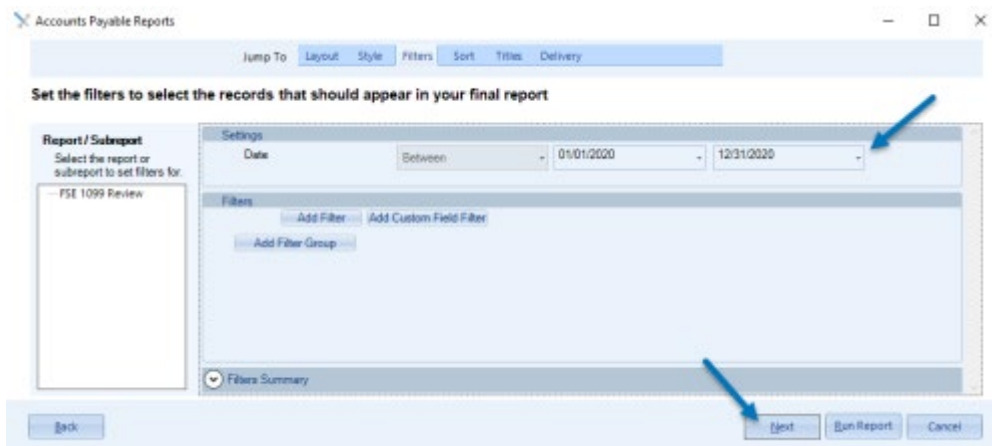 Accounts Payable Reports
Jump To Layout Style Filters Sort Titles Delivery
Set the filters to select the records that should appear in your final report
Report / Subreport
Select the report or
subreport to set filters for.
FSE 1099 Review
Settings
Date Between 01/01/2020 12/31/2020
Filters
Add Filter Add Custom Field Filter
Add Filter Group
Filters Summary
Back Next Run Report Cancel